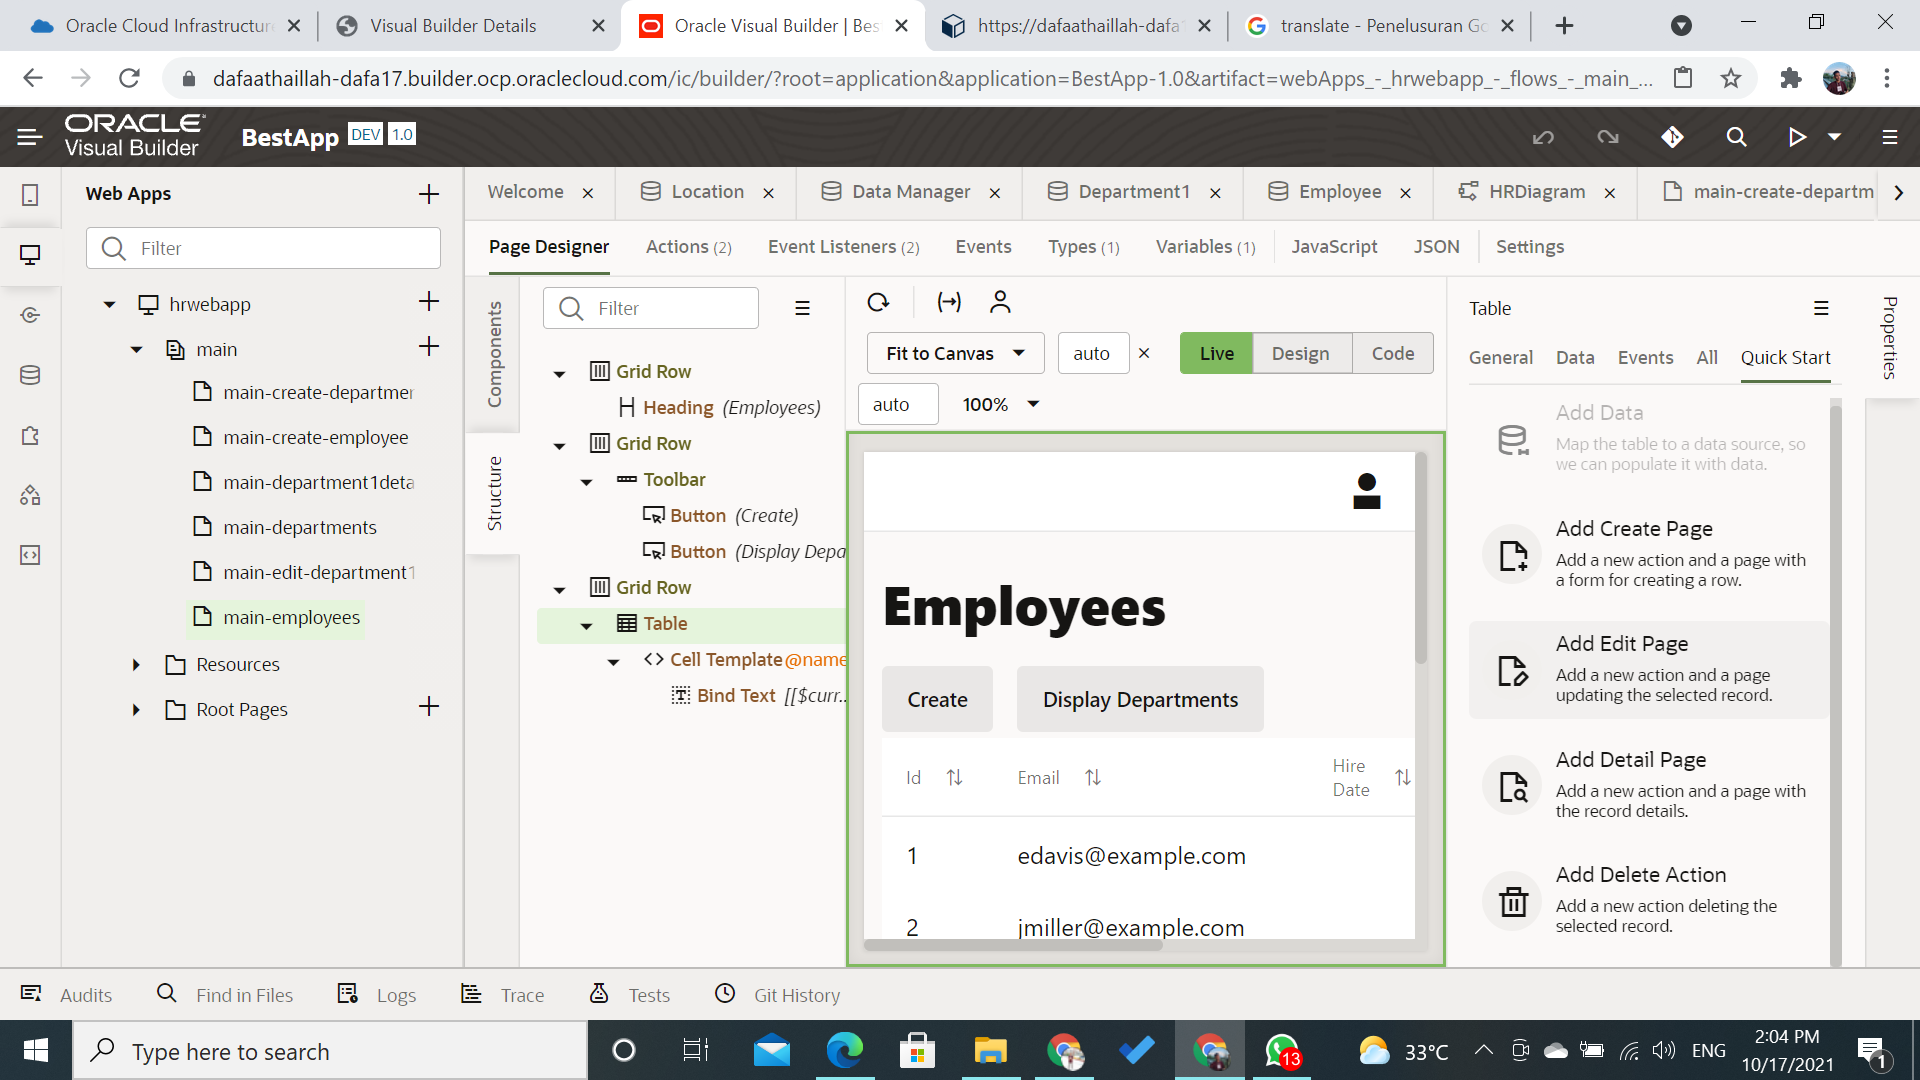 Oracle Cloud Infrastructure
Visual Builder Details
Oracle Visual Builder | Bes
https://dafaathaillah-dafa1
translate - Penelusuran Go
dafaathaillah-dafa17.builder.ocp.oraclecloud.com/ic/builder/?root=application&application=BestApp-1.0&artifact=webApps_-_hrwebapp_-_flows_-_main_...
ORACLE
Visual Builder
BestApp DEV 1.0
Web Apps
Filter
hrwebapp
main
main-create-departmer
main-create-employee
main-department1deta
main-departments
main-edit-department1
main-employees
Resources
Root Pages
Welcome
Location
Data Manager
Department1
Employee
HRDiagram
main-create-departm
Page Designer
Actions (2)
Event Listeners (2)
Events
Types (1)
Variables (1)
JavaScript
JSON
Settings
Components
Structure
Filter
Grid Row
Heading (Employees)
Grid Row
Toolbar
Button (Create)
Button (Display Depa
Grid Row
Table
Cell Template @name
Bind Text [[$curr..
Fit to Canvas
auto
Live
Design
Code
auto
100%
Employees
Create
Display Departments
Id
Email
Hire
Date
1
edavis@example.com
2
jmiller@example.com
Table
General
Data
Events
All
Quick Start
Add Data
Map the table to a data source, so
we can populate it with data.
Add Create Page
Add a new action and a page with
a form for creating a row.
Add Edit Page
Add a new action and a page
updating the selected record.
Add Detail Page
Add a new action and a page with
the record details.
Add Delete Action
Add a new action deleting the
selected record.
Properties
Audits
Find in Files
Logs
Trace
Tests
Git History
Type here to search
13
33°C
ENG
2:04 PM
10/17/2021
1